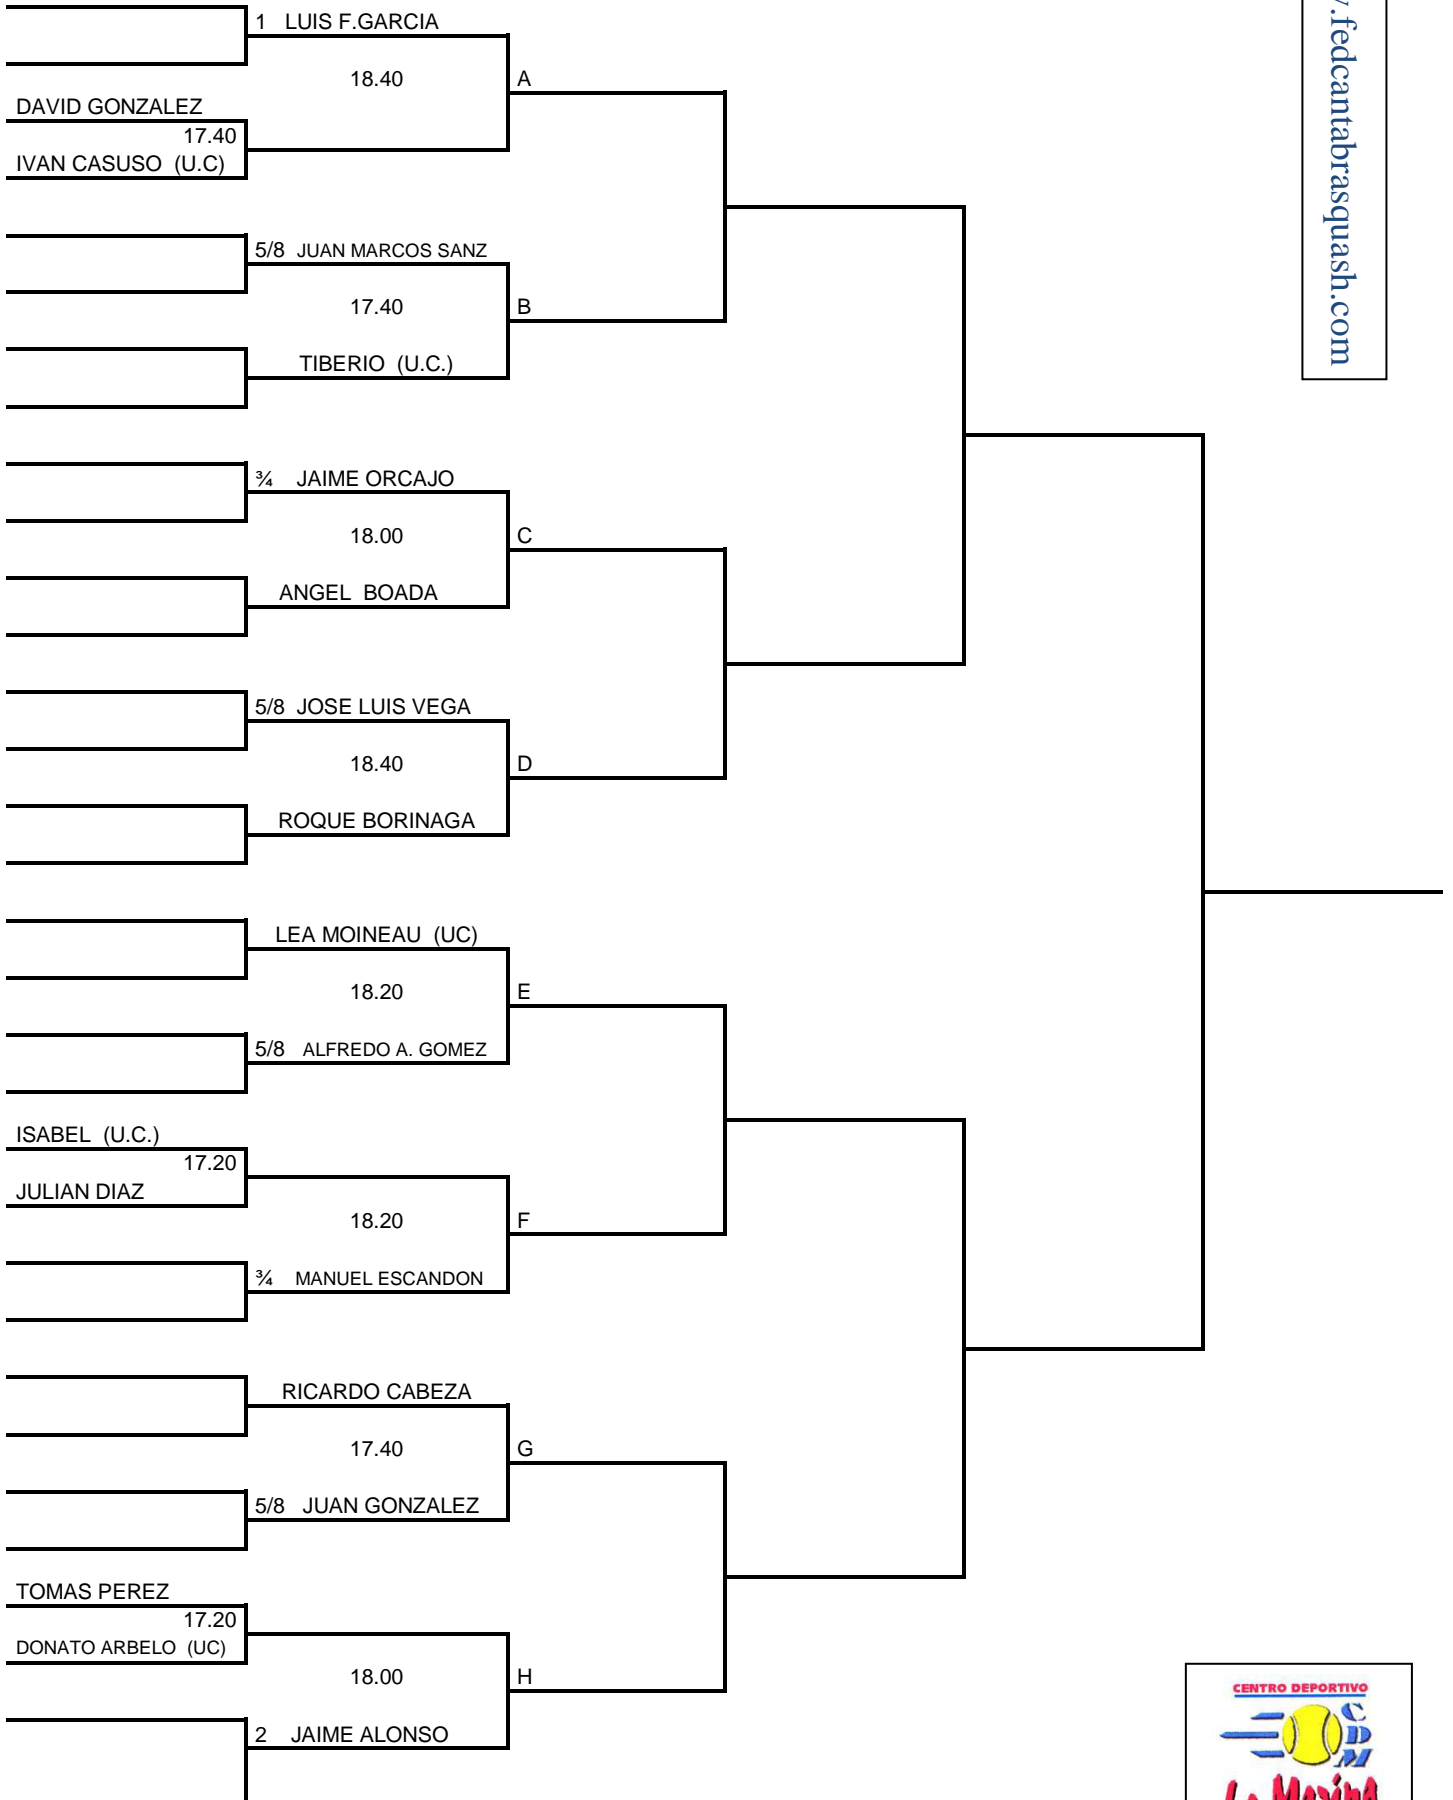 1 LUIS F.GARCIA
18.40
A
DAVID GONZALEZ
17.40
IVAN CASUSO (U.C)
5/8 JUAN MARCOS SANZ
17.40
B
TIBERIO (U.C.)
¾ JAIME ORCAJO
18.00
C
ANGEL BOADA
5/8 JOSE LUIS VEGA
18.40
D
ROQUE BORINAGA
LEA MOINEAU (UC)
18.20
E
5/8 ALFREDO A. GOMEZ
ISABEL (U.C.)
17.20
JULIAN DIAZ
18.20
F
¾ MANUEL ESCANDON
RICARDO CABEZA
17.40
G
5/8 JUAN GONZALEZ
TOMAS PEREZ
17.20
DONATO ARBELO (UC)
18.00
H
2 JAIME ALONSO
.fedcantabrasquash.com
CENTRO DEPORTIVO
CDM
La Marina